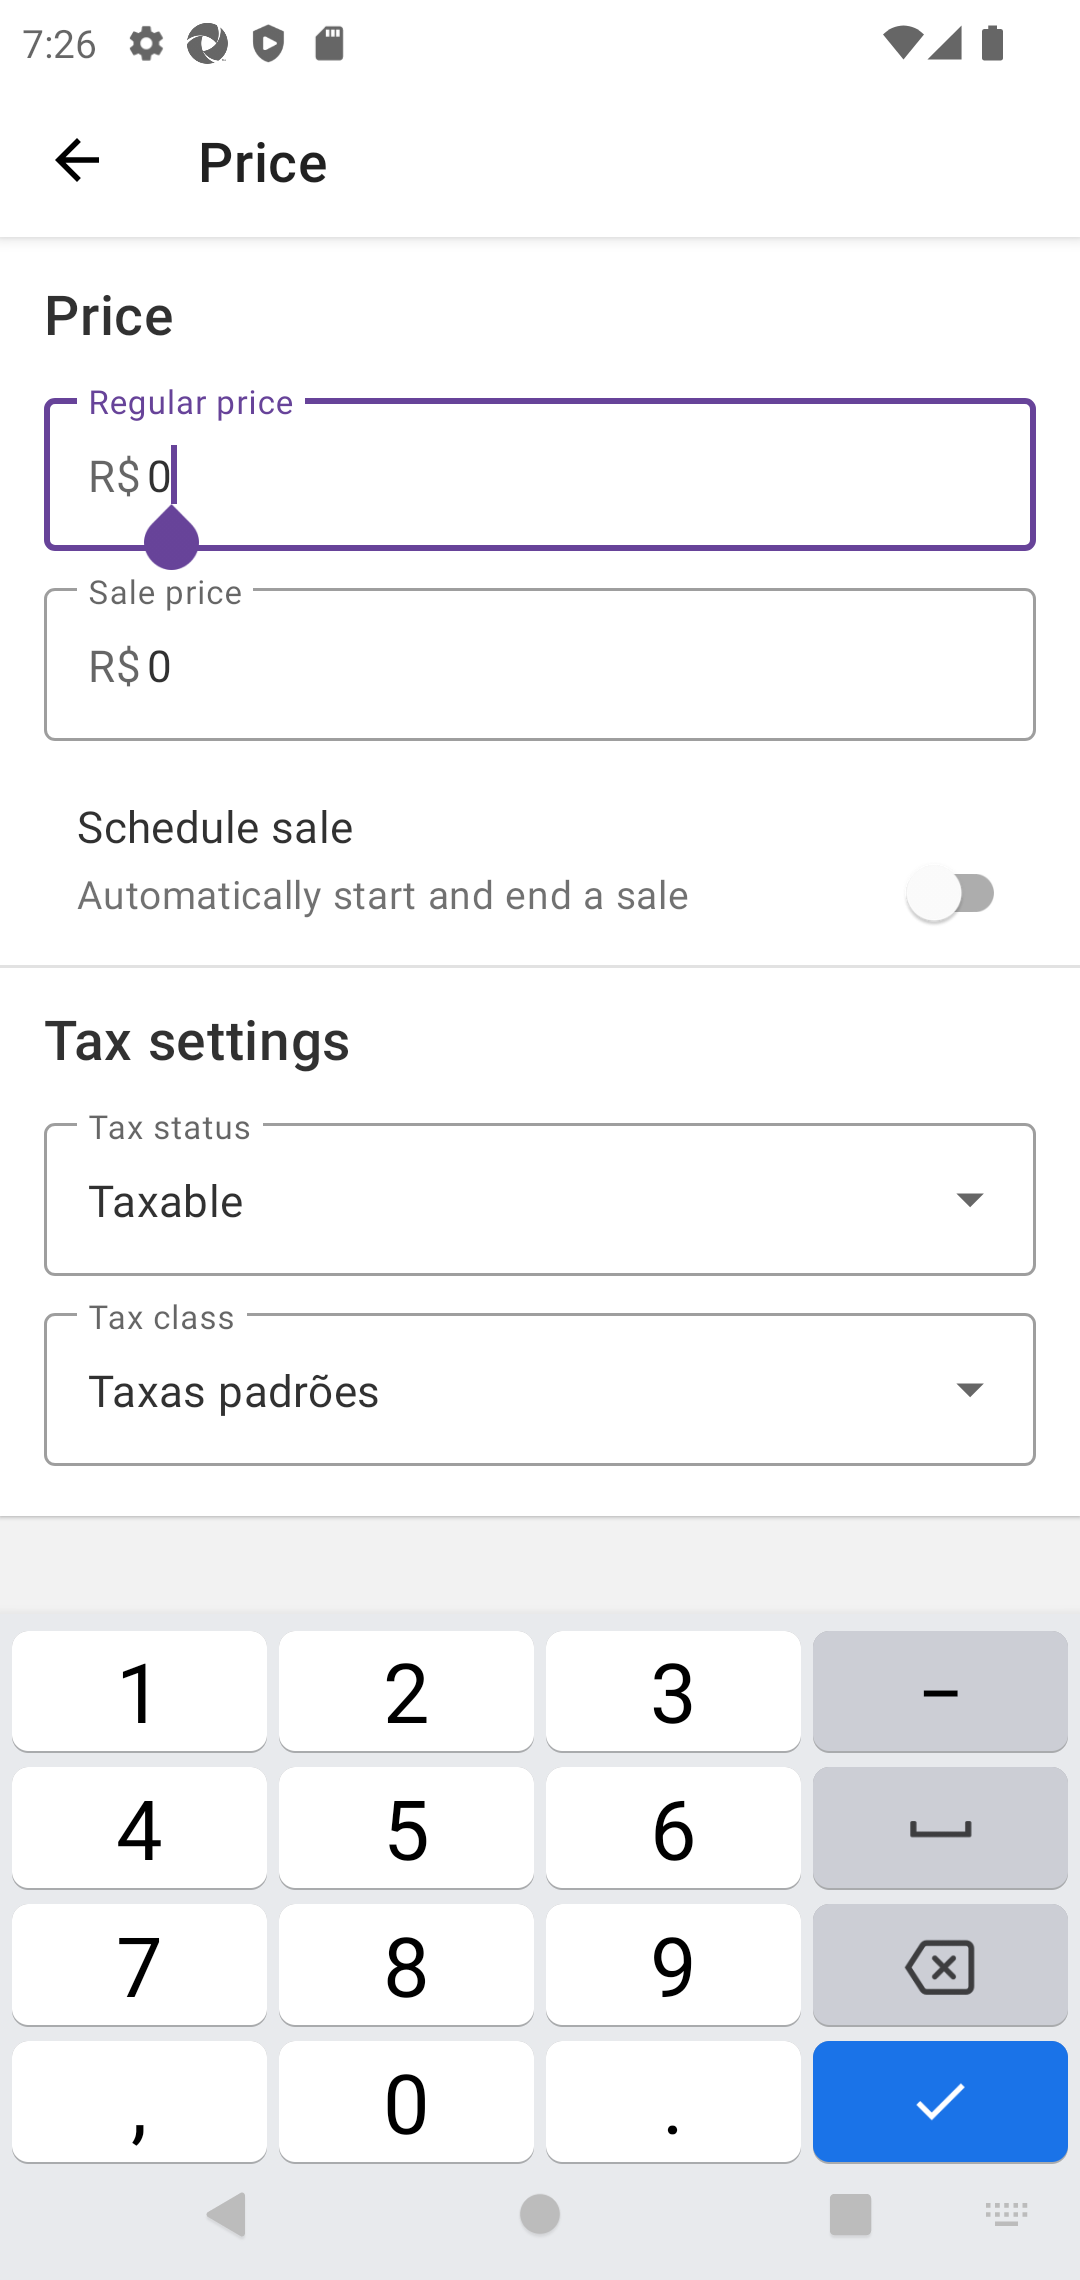 7:26
Price
Price
Regular price
R$ 0
Sale price
R$ 0
Schedule sale
Automatically start and end a sale
Tax settings
Tax status
Taxable
Tax class
Taxas padrões
1 2 3 –
4 5 6
7 8 9
, 0 .